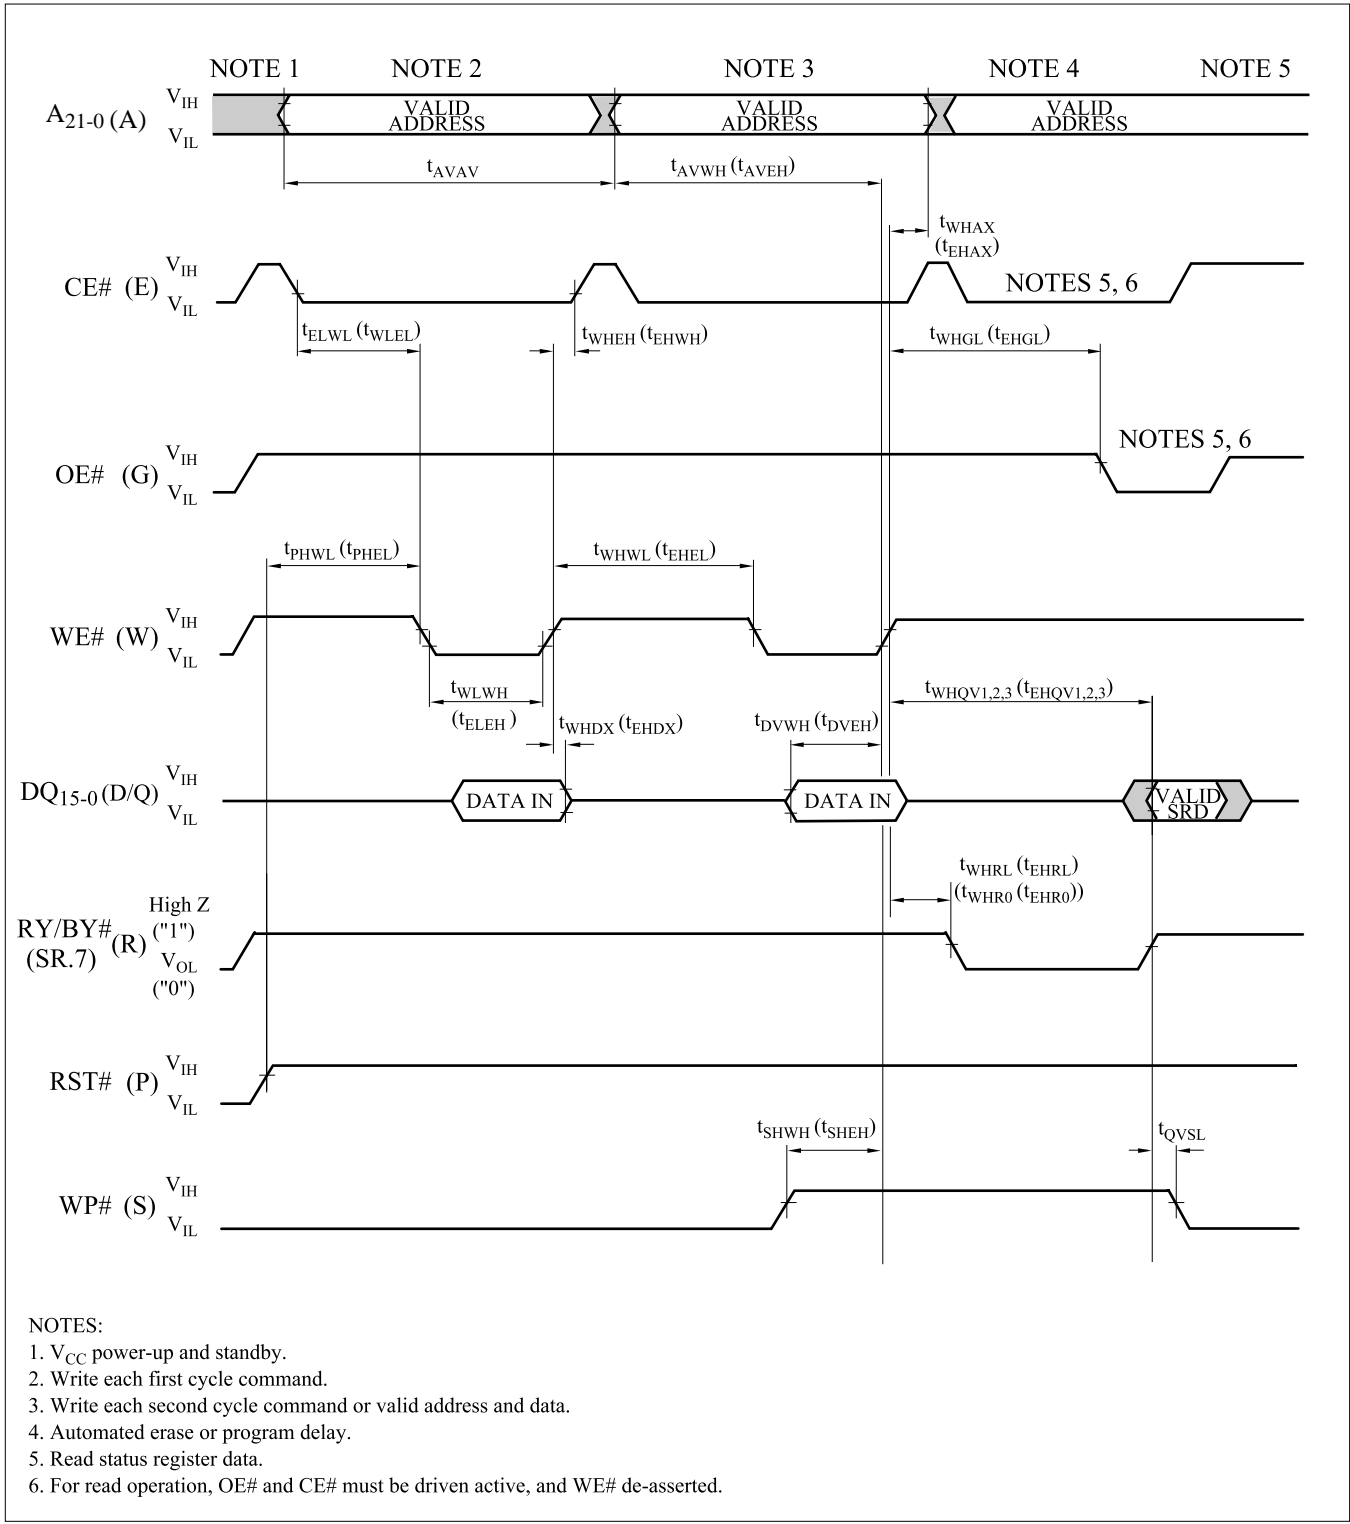 NOTE 1 NOTE 2 NOTE 3 NOTE 4 NOTE 5
A21-0 (A) VIH VIL
VALID ADDRESS VALID ADDRESS VALID ADDRESS
tAVAV tAVWH (tAVEH)
tWHAX
(tEHAX)
CE# (E) VIH VIL NOTES 5, 6
tELWL (tWLEL) tWHEH (tEHWH) tWHGL (tEHGL)
OE# (G) VIH VIL NOTES 5, 6
tPHWL (tPHEL) tWHWL (tEHEL)
WE# (W) VIH VIL
tWLWH
(tELEH )
tWHQV1,2,3 (tEHQV1,2,3)
tWHDX (tEHDX) tDVWH (tDVEH)
DQ15-0 (D/Q) VIH VIL
DATA IN DATA IN VALID SRD
tWHRL (tEHRL)
(tWHR0 (tEHR0))
RY/BY# (R)
(SR.7)
High Z
("1")
VOL
("0")
RST# (P) VIH VIL
tSHWH (tSHEH) tQVSL
WP# (S) VIH VIL
NOTES:
1. VCC power-up and standby.
2. Write each first cycle command.
3. Write each second cycle command or valid address and data.
4. Automated erase or program delay.
5. Read status register data.
6. For read operation, OE# and CE# must be driven active, and WE# de-asserted.